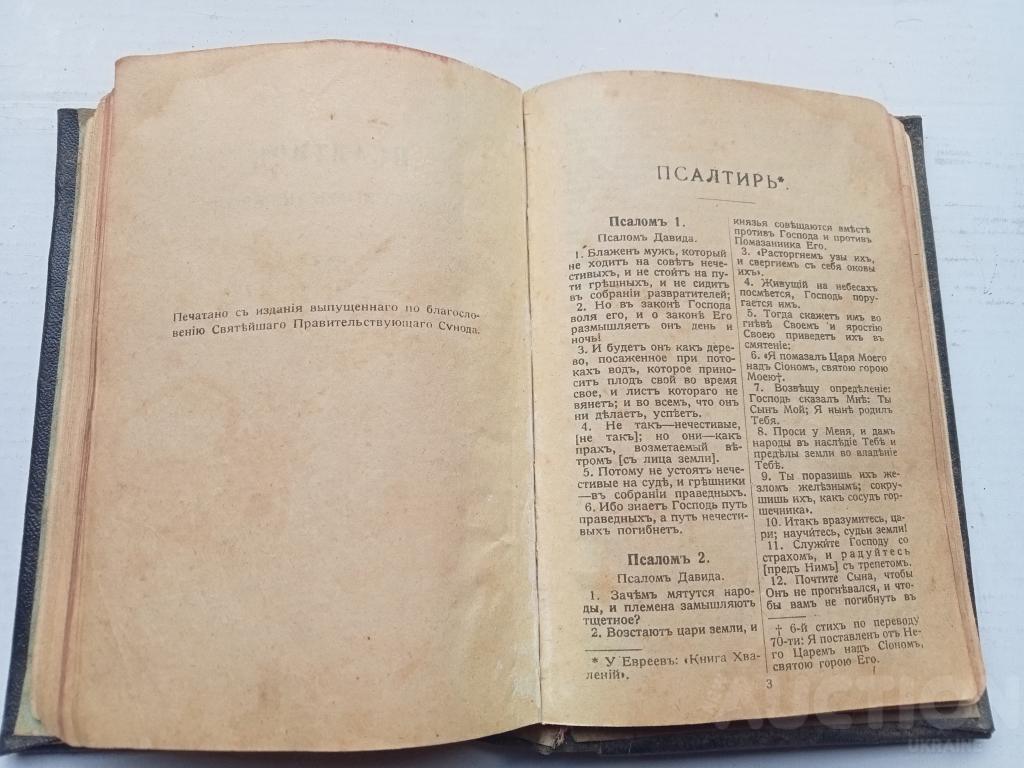 Печатано съ изданія выпущеннаго по благосло-
венію Святѣйшаго Правительствующаго Сѵнода.
ПСАЛТИРЬ*.
Псаломъ 1.
Псаломъ Давида.
1. Блаженъ мужъ, который
не ходитъ на совѣтъ нече-
стивыхъ, и не стоитъ на пу-
ти грѣшныхъ, и не сидитъ
въ собраніи развратителей;
2. Но въ законѣ Господа
воля его, и о законѣ Его
размышляетъ онъ день и
ночь!
3. И будетъ онъ какъ дере-
во, посаженное при пото-
кахъ водъ, которое прино-
ситъ плодъ свой во время
свое, и листъ котораго не
вянетъ; и во всемъ, что онъ
ни дѣлаетъ, успѣетъ.
4. Не такъ—нечестивые,
[не такъ]; но они—какъ
прахъ, возметаемый вѣ-
тромъ [съ лица земли].
5. Потому не устоятъ нече-
стивые на судѣ, и грѣшники
—въ собраніи праведныхъ.
6. Ибо знаетъ Господь путь
праведныхъ, а путь нечести-
выхъ погибнетъ.
Псаломъ 2.
Псаломъ Давида.
1. Зачѣмъ мятутся наро-
ды, и племена замышляютъ
тщетное?
2. Возстаютъ цари земли, и
* У Евреевъ: «Книга Хва-
леній».
князья совѣщаются вмѣстѣ
противъ Господа и противъ
Помазанника Его.
3. «Расторгнемъ узы ихъ,
и свергнемъ съ себя оковы
ихъ».
4. Живущій на небесахъ
посмѣется, Господь пору-
гается имъ.
5. Тогда скажетъ имъ во
гнѣвѣ Своемъ и яростію
Своею приведетъ ихъ въ
смятеніе;
6. «Я помазалъ Царя Моего
надъ Сіономъ, святою горою
Моею†.
7. Возвѣщу опредѣленіе:
Господь сказалъ Мнѣ: Ты
Сынъ Мой; Я нынѣ родилъ
Тебя.
8. Проси у Меня, и дамъ
народы въ наслѣдіе Тебѣ и
предѣлы земли во владѣніе
Тебѣ.
9. Ты поразишь ихъ же-
зломъ желѣзнымъ; сокру-
шишь ихъ, какъ сосудъ гор-
шечника».
10. Итакъ вразумитесь, ца-
ри; научитесь, судьи земли!
11. Служите Господу со
страхомъ, и радуйтесь
[предъ Нимъ] съ трепетомъ.
12. Почтите Сына, чтобы
Онъ не прогнѣвался, и что-
бы вамъ не погибнуть въ
† 6-й стихъ по переводу
70-ти: Я поставленъ отъ Не-
го Царемъ надъ Сіономъ,
святою горою Его.
3
AUCTION
UKRAINE